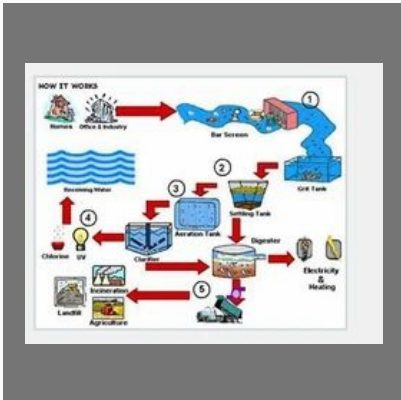 HOW IT WORKS
Homes
Office & Industry
1
Bar Screen
Grit Tank
Receiving Water
2
3
Settling Tank
Aeration Tank
4
Chlorine
UV
Clarifier
Digester
Electricity
&
Heating
Incineration
5
Landfill
Agriculture